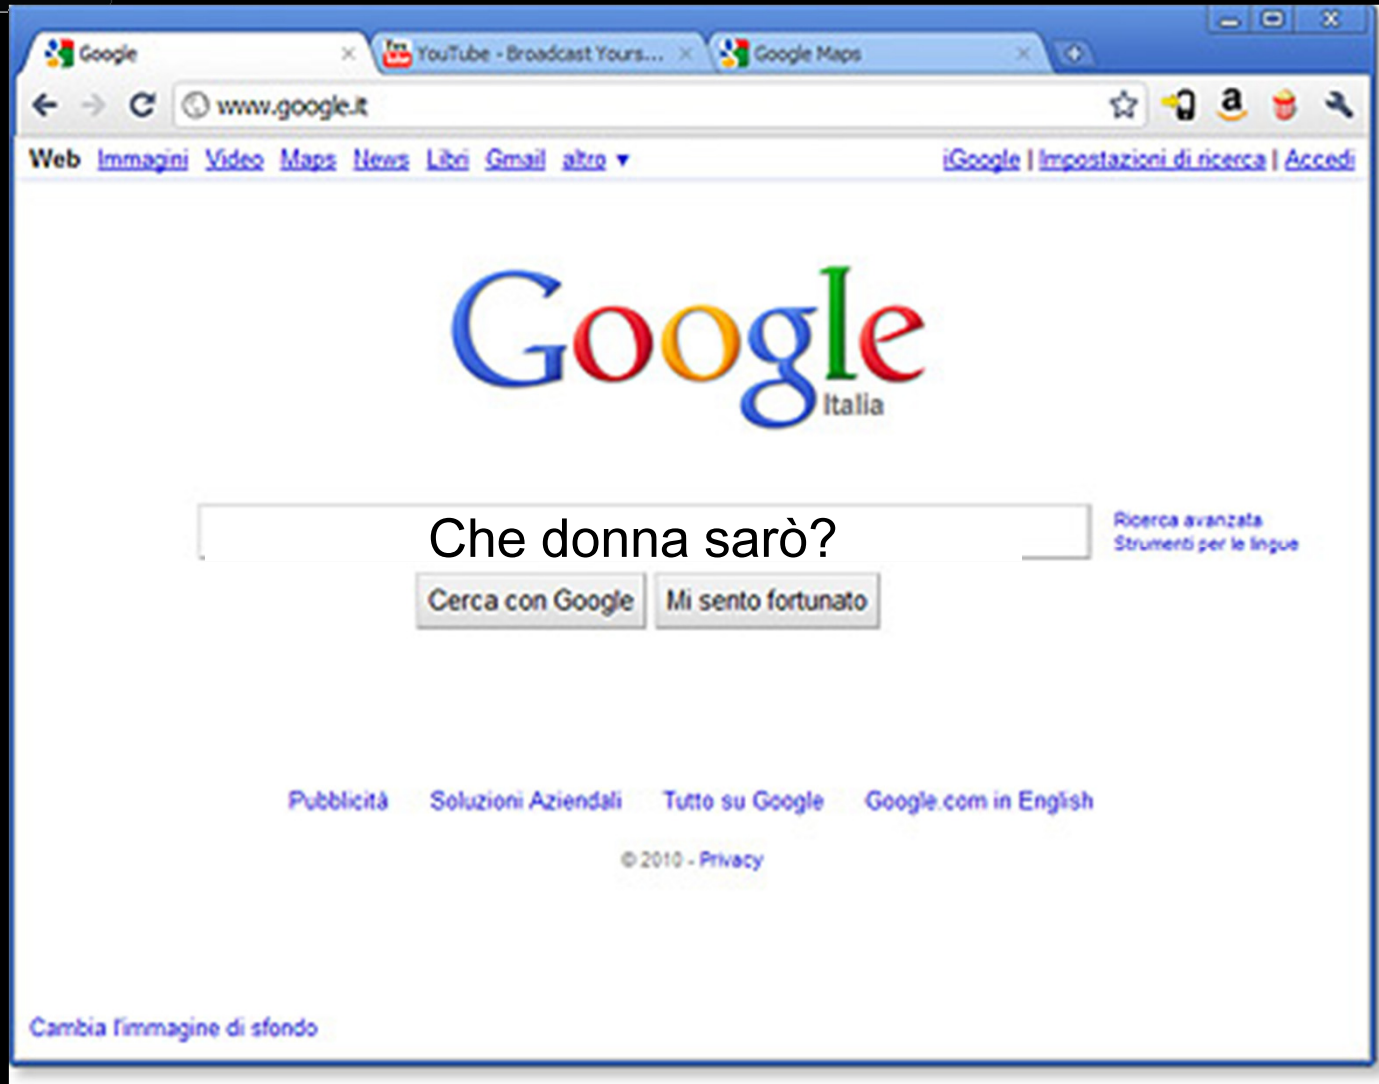 Google YouTube - Broadcast Yours... Google Maps
www.google.it
Web Immagini Video Maps News Libri Gmail altro ▼ iGoogle | Impostazioni di ricerca | Accedi
Google
Italia
Che donna sarò?
Ricerca avanzata
Strumenti per le lingue
Cerca con Google Mi sento fortunato
Pubblicità Soluzioni Aziendali Tutto su Google Google.com in English
© 2010 - Privacy
Cambia l'immagine di sfondo